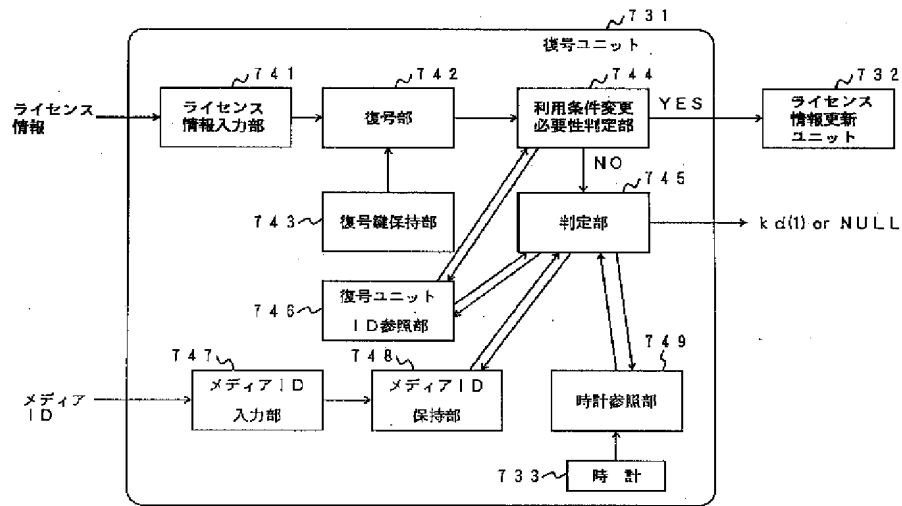 731
復号ユニット
741
742
744
732
ライセンス
情報
ライセンス
情報入力部
復号部
利用条件変更
必要性判定部
YES
ライセンス
情報更新
ユニット
NO
745
743
復号鍵保持部
判定部
kd(1) or NULL
746
復号ユニット
ID参照部
747
748
749
メディア
ID
メディアID
入力部
メディアID
保持部
時計参照部
733
時 計